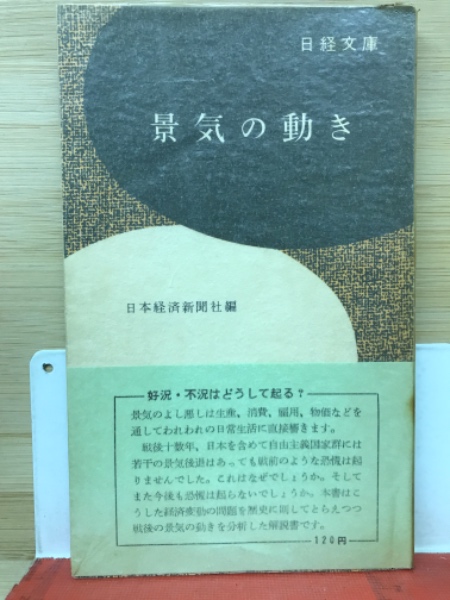 日経文庫
景気の動き
日本経済新聞社編
好況・不況はどうして起る？
景気のよし悪しは生産、消費、雇用、物価などを
通してわれわれの日常生活に直接響きます。
戦後十数年、日本を含めて自由主義国家群には
若干の景気後退はあっても戦前のような恐慌は起
りませんでした。これはなぜでしょうか。そして
また今後も恐慌は起らないでしょうか。本書はこ
うした経済変動の問題を歴史に則してとらえつつ
戦後の景気の動きを分析した解説書です。
120円